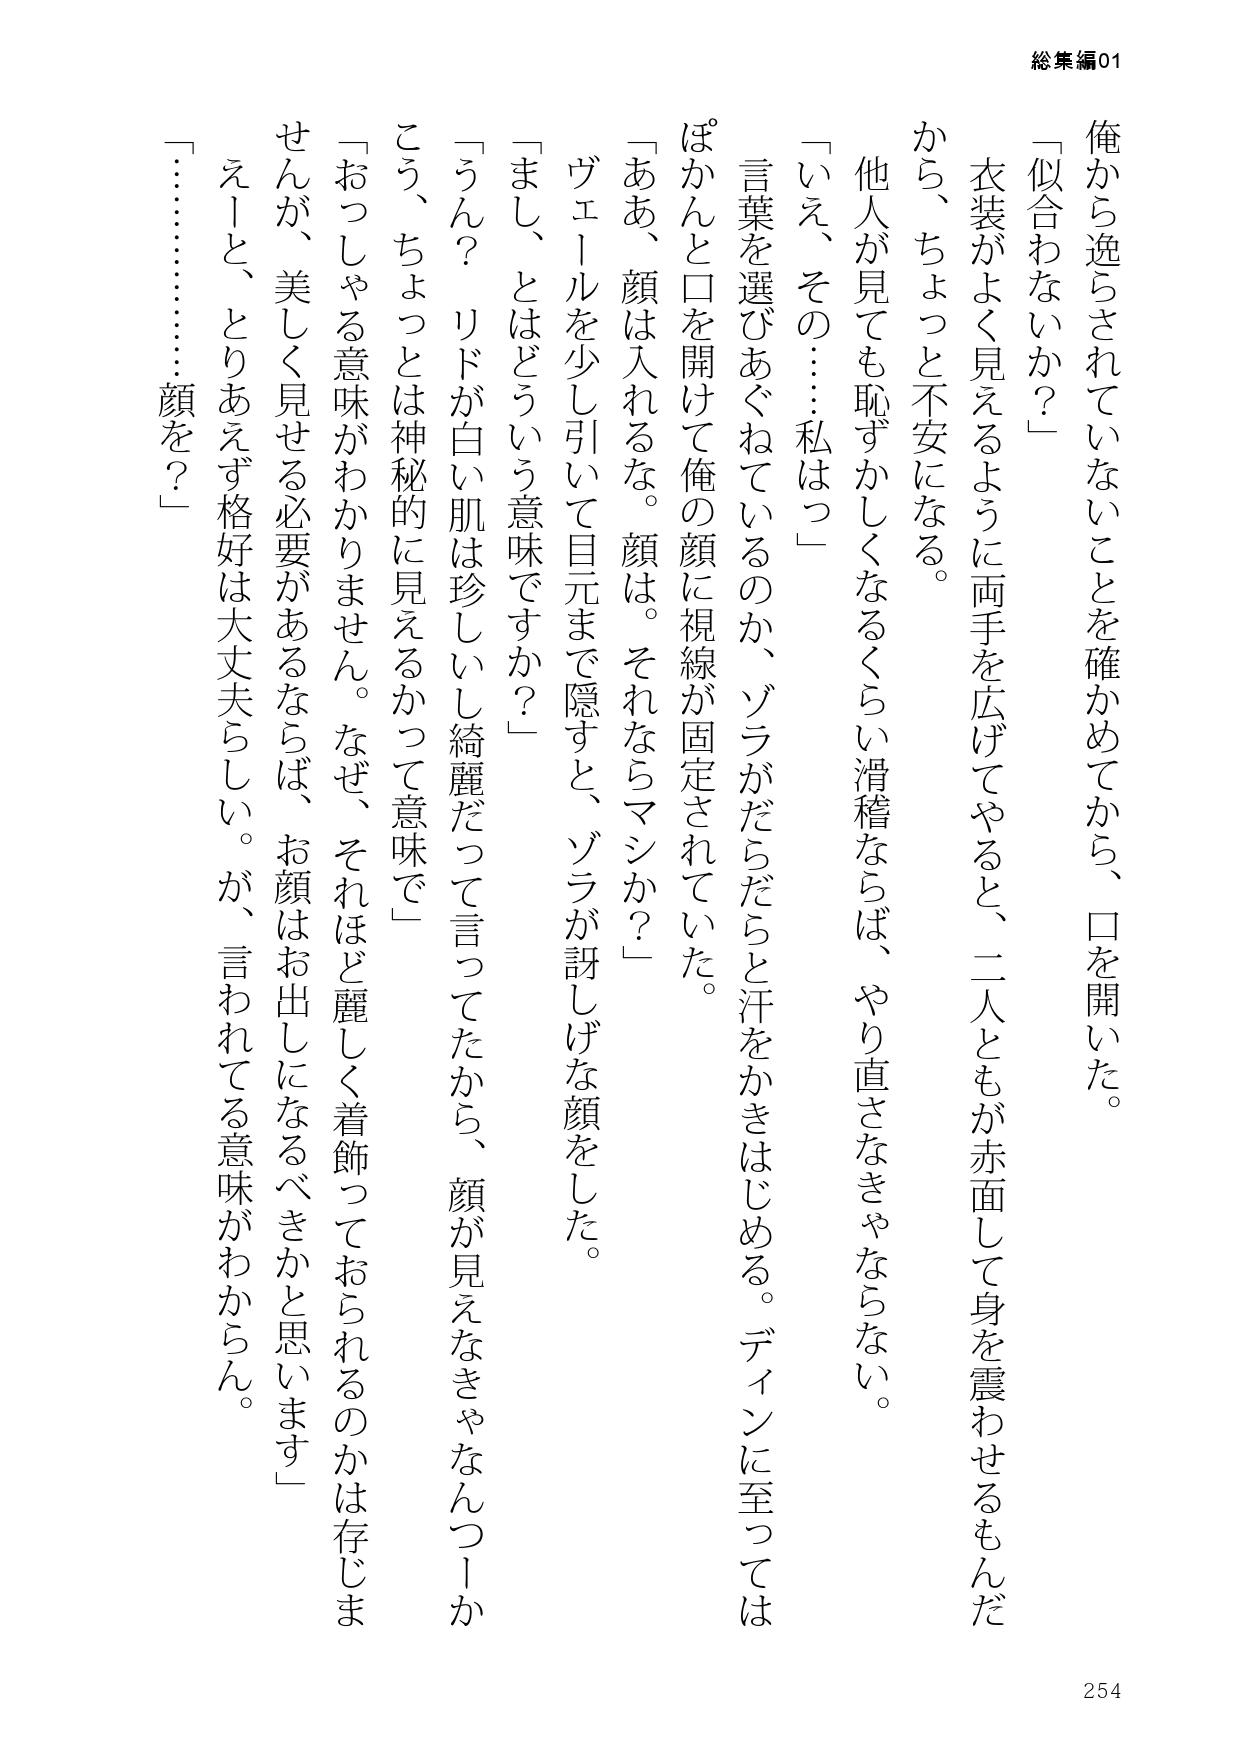 総集編01
俺から逸らされていないことを確かめてから、口を開いた。
「似合わないか？」
　衣装がよく見えるように両手を広げてやると、二人ともが赤面して身を震わせるもんだ
から、ちょっと不安になる。
　他人が見ても恥ずかしくなるくらい滑稽ならば、やり直さなきゃならない。
「いえ、その……私はっ」
　言葉を選びあぐねているのか、ゾラがだらだらと汗をかきはじめる。ディンに至っては
ぽかんと口を開けて俺の顔に視線が固定されていた。
「ああ、顔は入れるな。顔は。それならマシか？」
　ヴェールを少し引いて目元まで隠すと、ゾラが訝しげな顔をした。
「まし、とはどういう意味ですか？」
「うん？　リドが白い肌は珍しいし綺麗だって言ってたから、顔が見えなきゃなんつーか
こう、ちょっとは神秘的に見えるかって意味で」
「おっしゃる意味がわかりません。なぜ、それほど麗しく着飾っておられるのかは存じま
せんが、美しく見せる必要があるならば、お顔はお出しになるべきかと思います」
　えーと、とりあえず格好は大丈夫らしい。が、言われてる意味がわからん。
「……………顔を？」
254